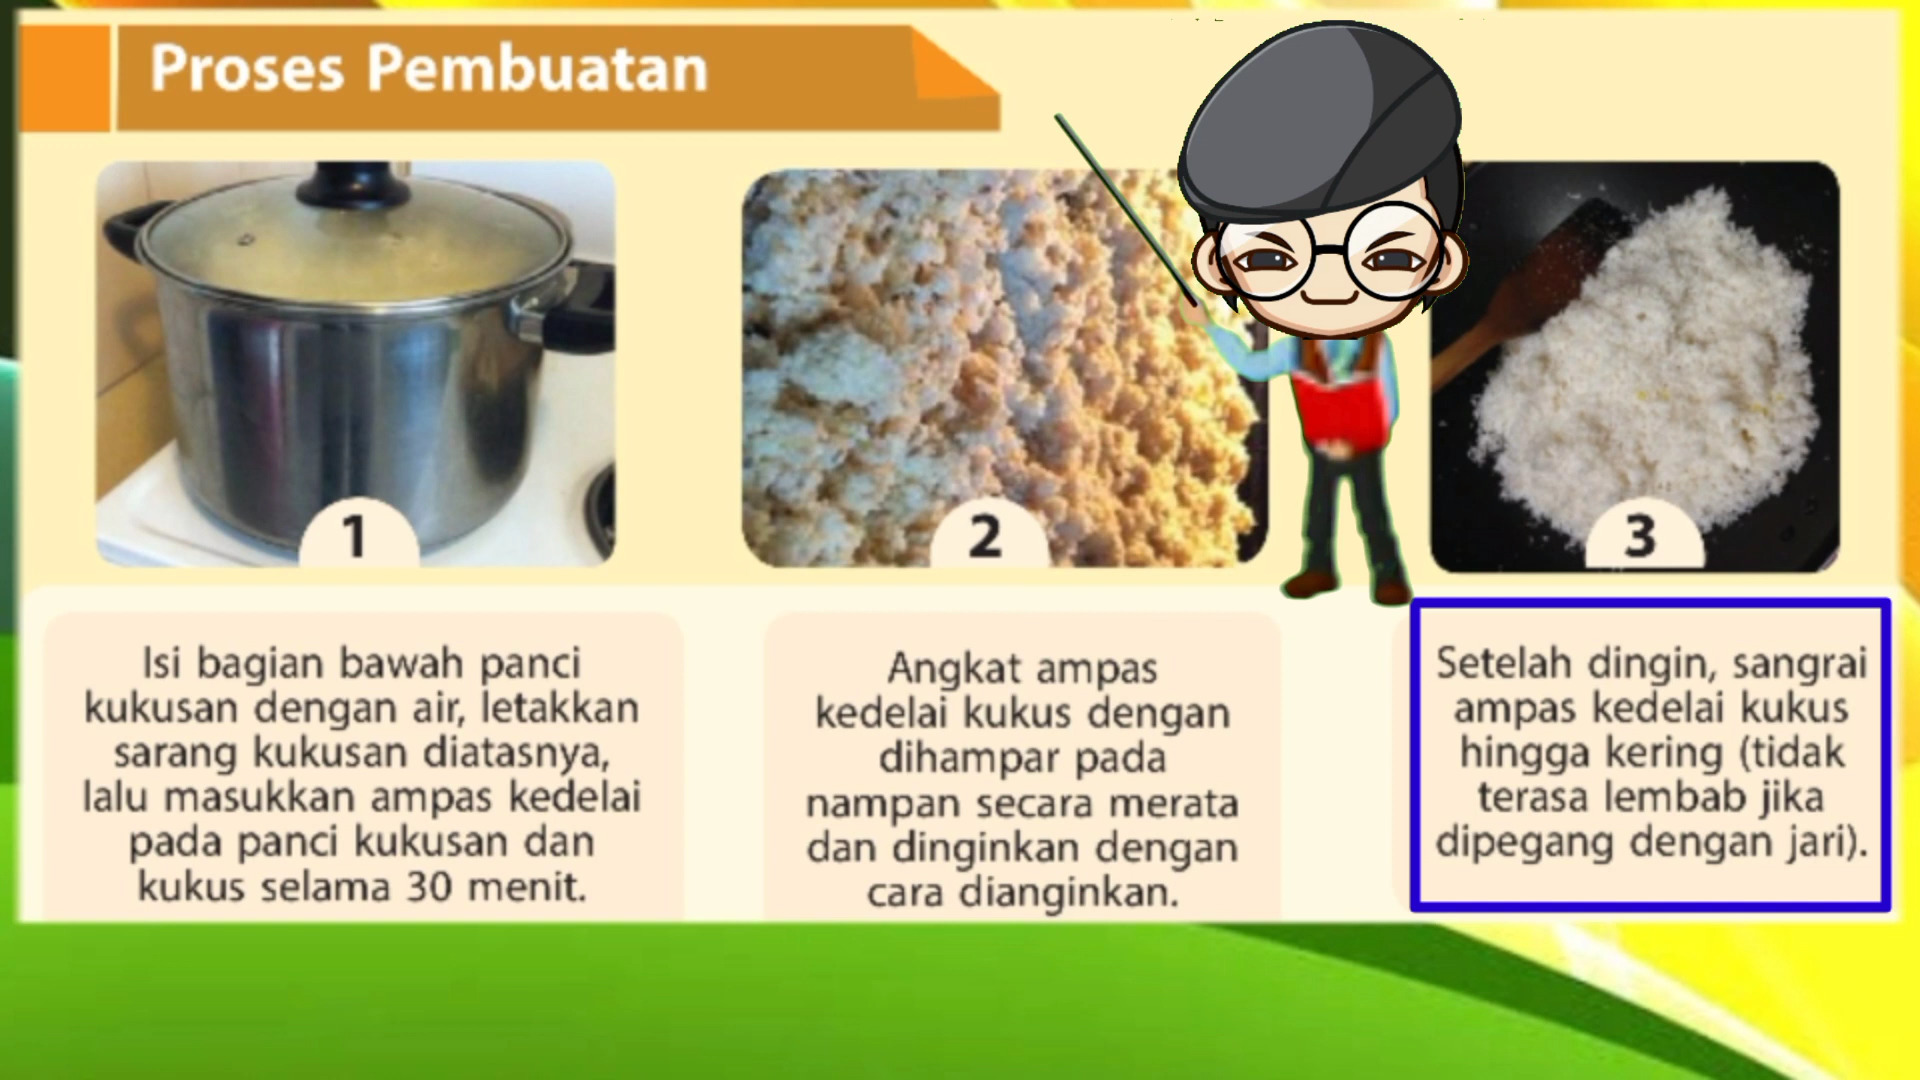 Proses Pembuatan
1
2
3
Isi bagian bawah panci
kukusan dengan air, letakkan
sarang kukusan diatasnya,
lalu masukkan ampas kedelai
pada panci kukusan dan
kukus selama 30 menit.
Angkat ampas
kedelai kukus dengan
dihampar pada
nampan secara merata
dan dinginkan dengan
cara dianginkan.
Setelah dingin, sangrai
ampas kedelai kukus
hingga kering (tidak
terasa lembab jika
dipegang dengan jari).